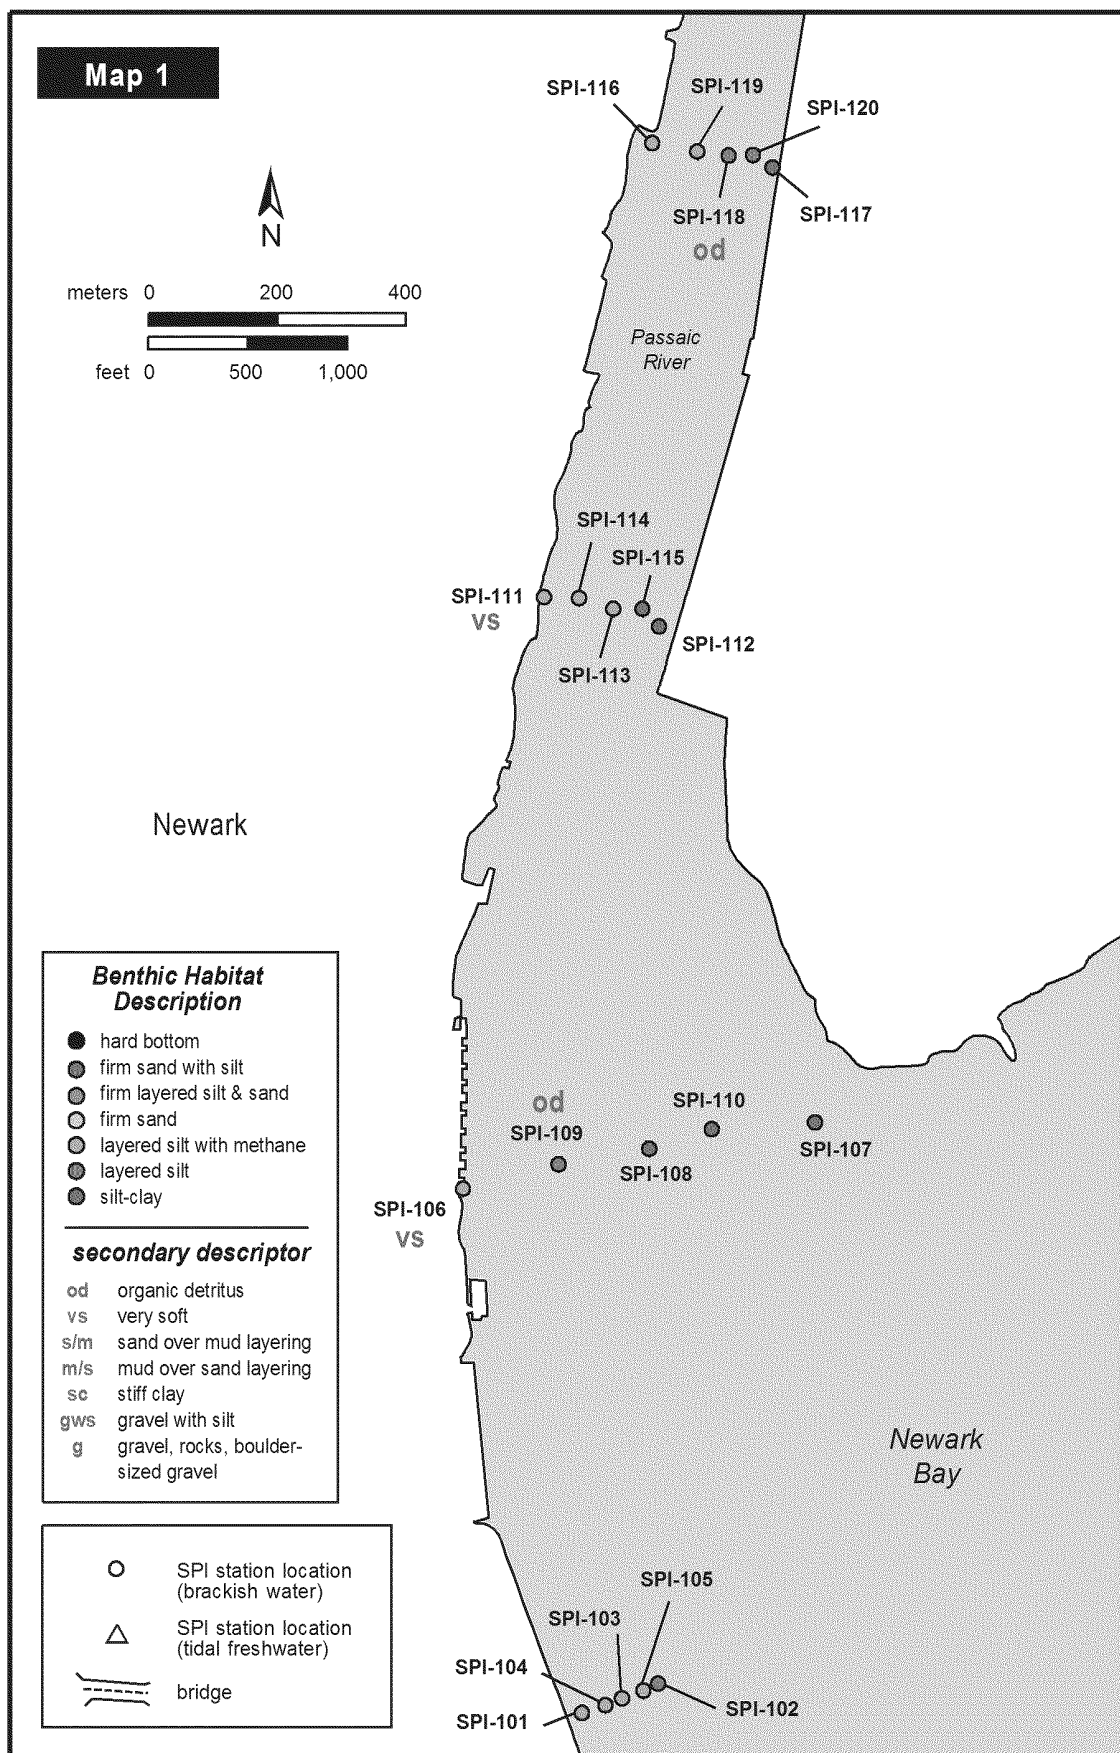 Map 1
SPI-116
SPI-119
SPI-120
SPI-118
SPI-117
od
N
meters 0 200 400
feet 0 500 1,000
Passaic
River
SPI-114
SPI-115
SPI-111
vs
SPI-112
SPI-113
Newark
Benthic Habitat
Description
hard bottom
firm sand with silt
firm layered silt & sand
firm sand
layered silt with methane
layered silt
silt-clay
secondary descriptor
od organic detritus
vs very soft
s/m sand over mud layering
m/s mud over sand layering
sc stiff clay
gws gravel with silt
g gravel, rocks, boulder-
sized gravel
od
SPI-109
SPI-110
SPI-108
SPI-107
SPI-106
vs
Newark
Bay
SPI station location
(brackish water)
SPI station location
(tidal freshwater)
bridge
SPI-105
SPI-103
SPI-104
SPI-101
SPI-102